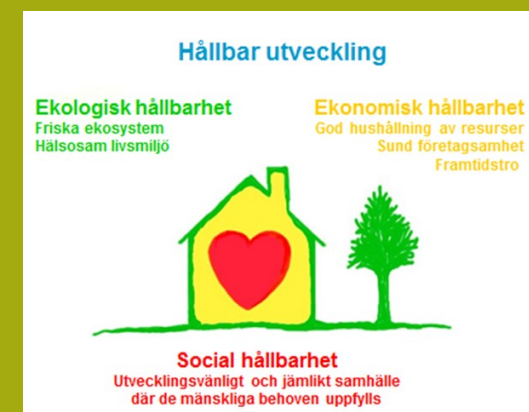 Hållbar utveckling
Ekologisk hållbarhet
Friska ekosystem
Hälsosam livsmiljö
Ekonomisk hållbarhet
God hushållning av resurser
Sund företagsamhet
Framtidstro
Social hållbarhet
Utvecklingsvänligt och jämlikt samhälle
där de mänskliga behoven uppfylls